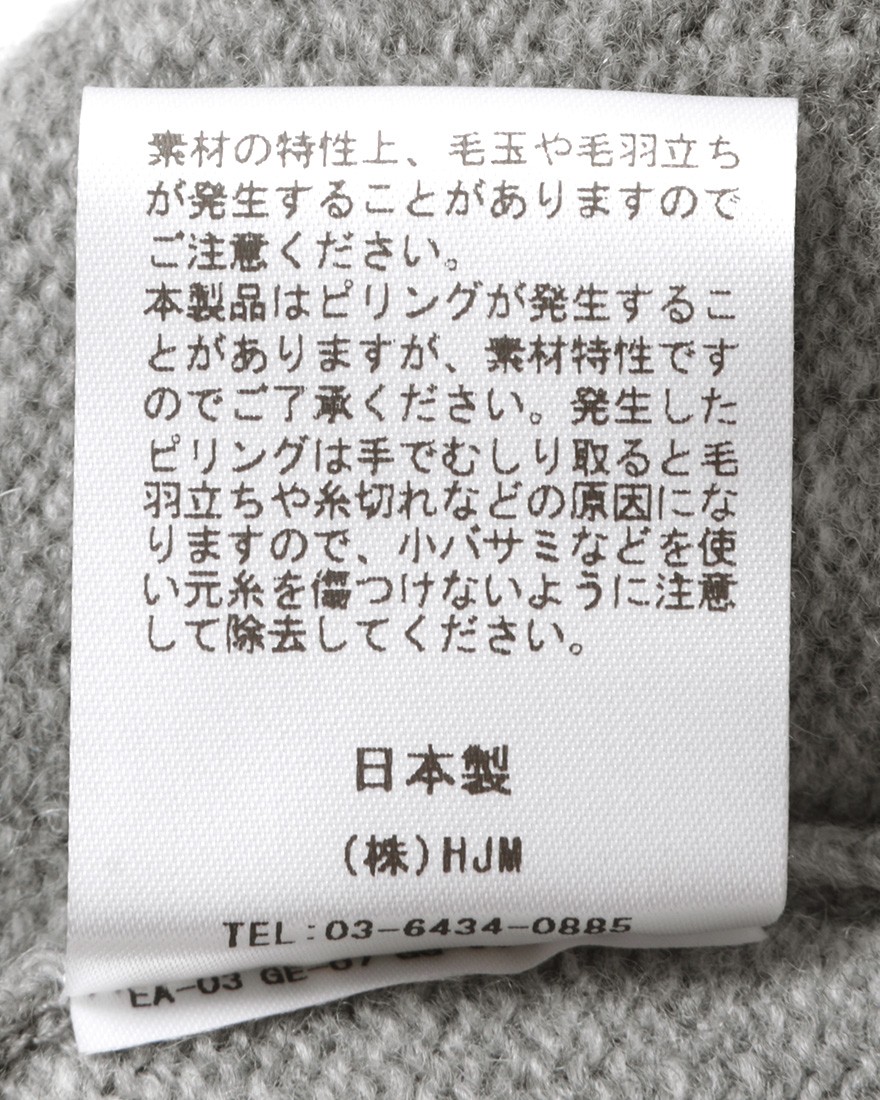 素材の特性上、毛玉や毛羽立ち
が発生することがありますので
ご注意ください。
本製品はピリングが発生するこ
とがありますが、素材特性です
のでご了承ください。発生した
ピリングは手でむしり取ると毛
羽立ちや糸切れなどの原因にな
りますので、小バサミなどを使
い元糸を傷つけないように注意
して除去してください。
日本製
(株)HJM
TEL:03-6434-0885
EA-03 GE-07